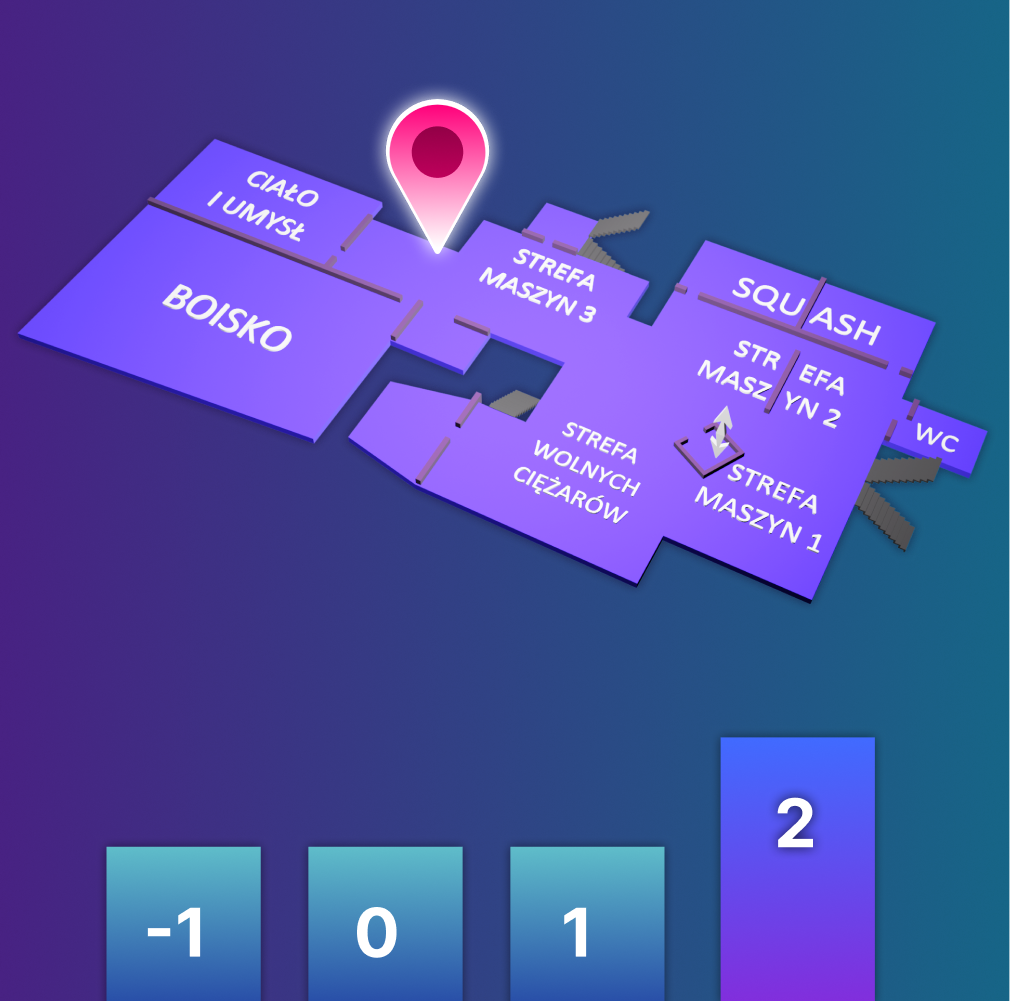 CIAŁO
I UMYSŁ
BOISKO
STREFA
MASZYN 3
SQUASH
STREFA
MASZYN 2
WC
STREFA
WOLNYCH
CIĘŻARÓW
STREFA
MASZYN 1
-1
0
1
2